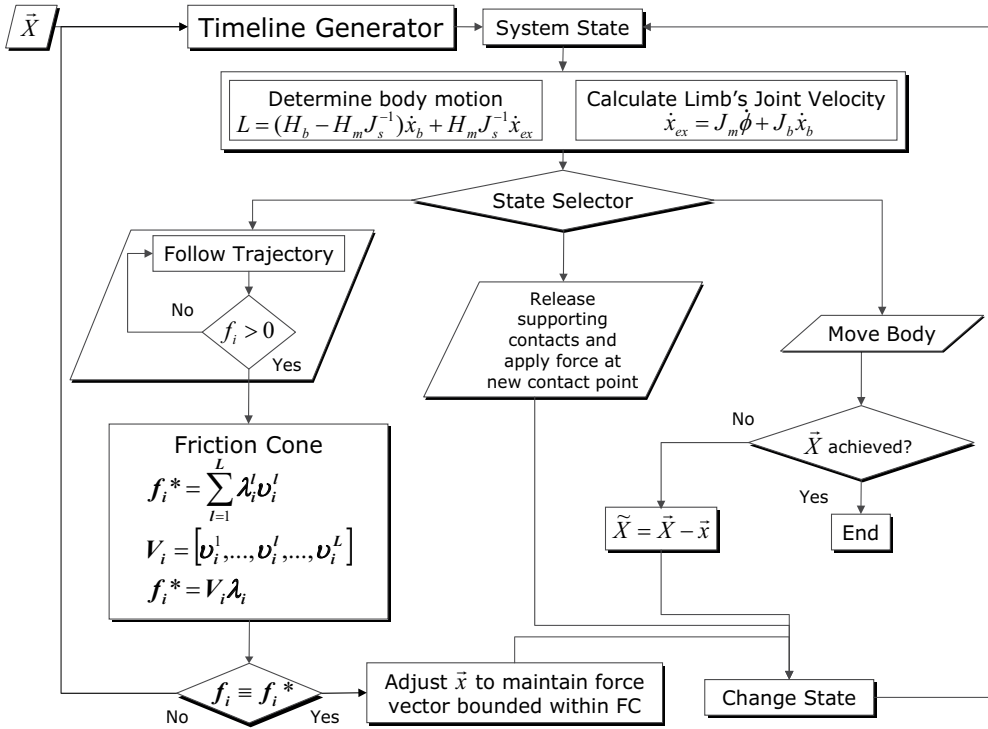 X⃗
Timeline Generator
System State
Determine body motion
L = (H_b − H_m J_s^{-1})ẋ_b + H_m J_s^{-1} ẋ_ex
Calculate Limb's Joint Velocity
ẋ_ex = J_m ϕ̇ + J_b ẋ_b
State Selector
Follow Trajectory
No
f_i > 0
Yes
Release
supporting
contacts and
apply force at
new contact point
Move Body
No
X⃗ achieved?
Yes
End
X̃ = X⃗ − x⃗
Friction Cone
f_i* = ∑_{l=1}^{L} λ_i^l υ_i^l
V_i = [υ_i^1,...,υ_i^l,...,υ_i^L]
f_i* = V_i λ_i
f_i ≡ f_i*
No
Yes
Adjust x⃗ to maintain force
vector bounded within FC
Change State